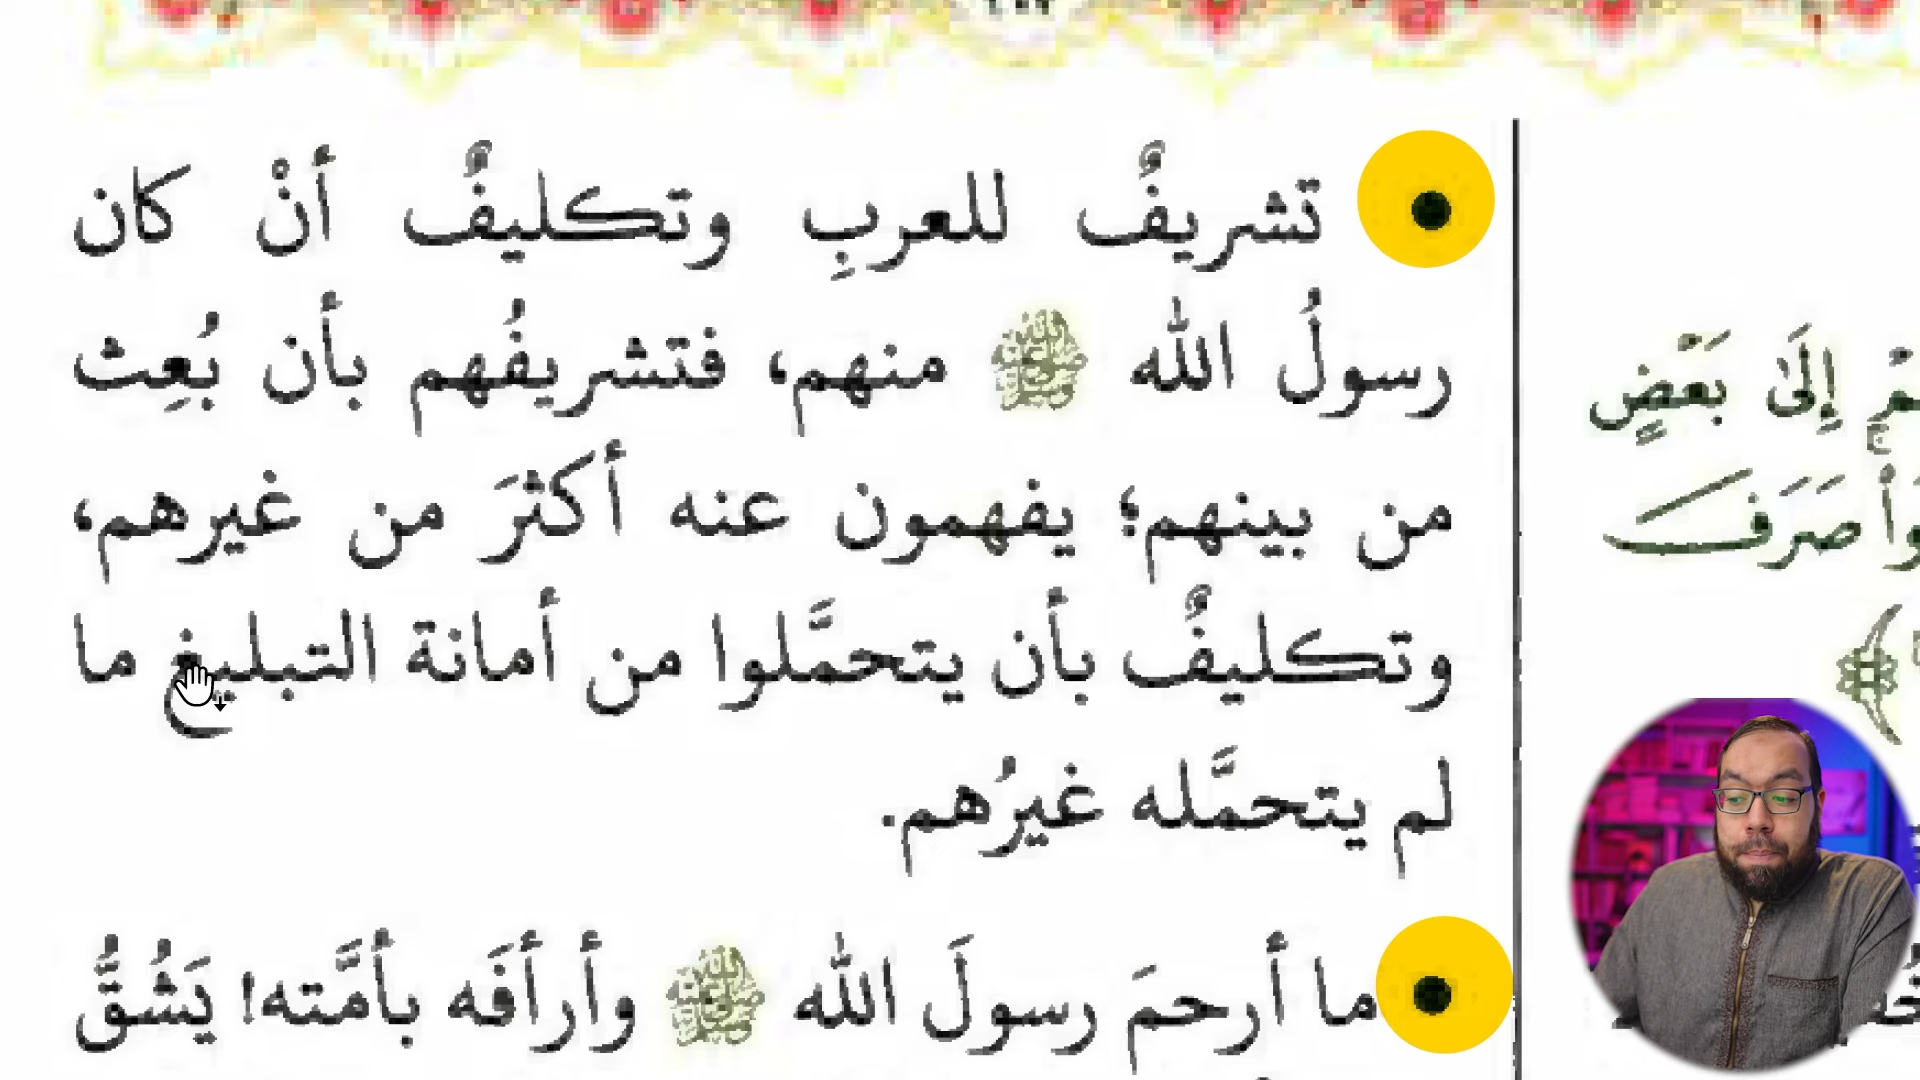 تشريفٌ للعربِ وتكليفٌ أنْ كان
رسولُ الله ﷺ منهم، فتشريفُهم بأن بُعِث
من بينهم؛ يفهمون عنه أكثرَ من غيرهم،
وتكليفٌ بأن يتحمَّلوا من أمانة التبليغ ما
لم يتحمَّله غيرُهم.
ما أرحمَ رسولَ الله ﷺ وأرأفَه بأمَّته! يَشُقُّ
إِلَىٰ بَعْضٍ
صَرَفَ